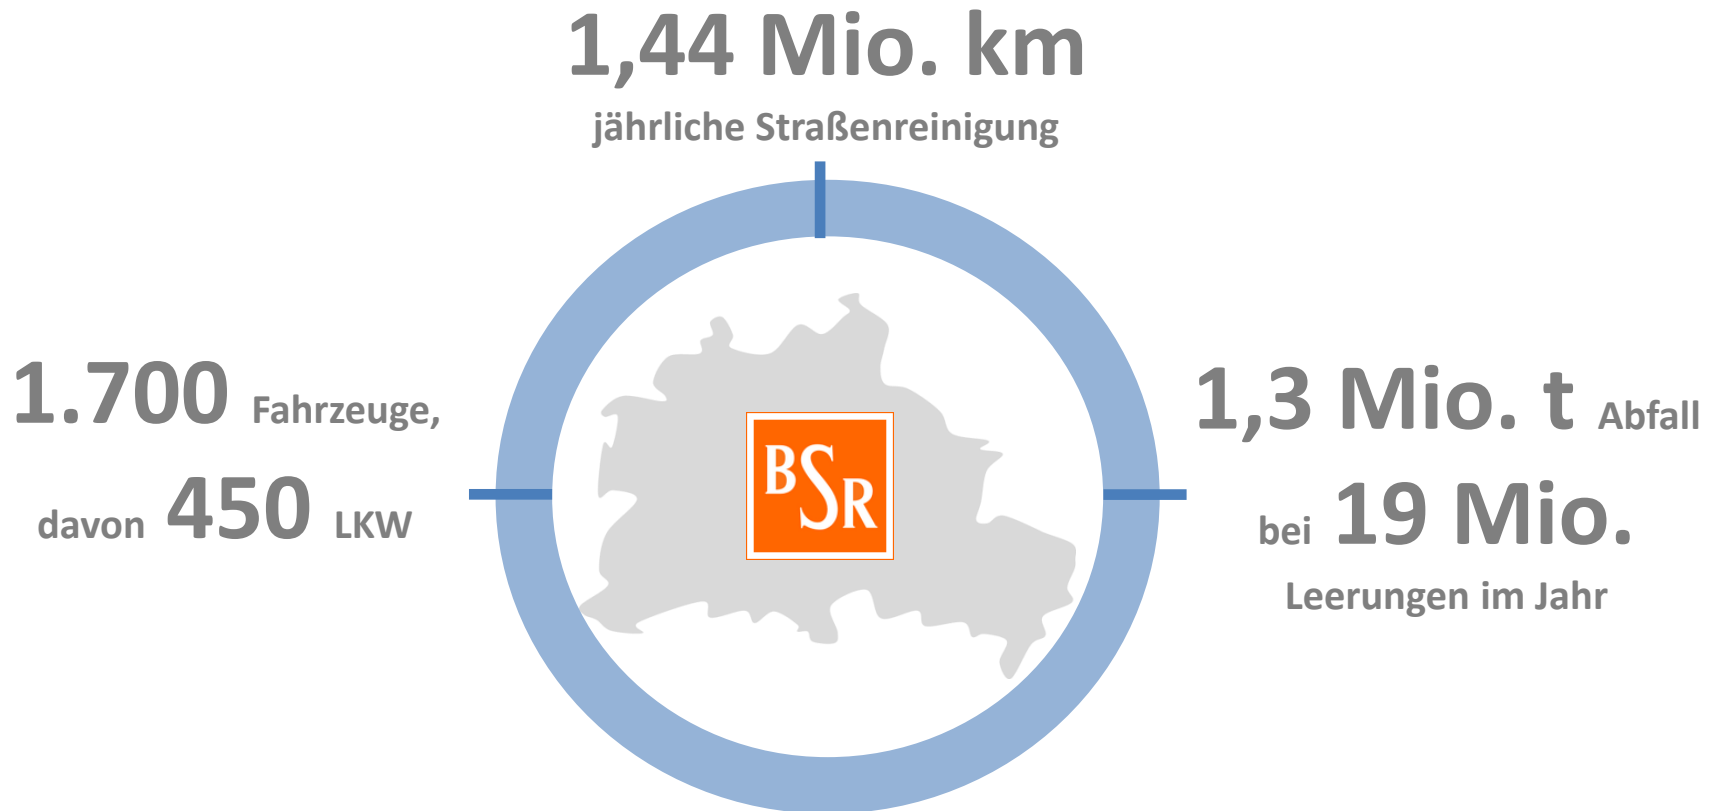 1,44 Mio. km
jährliche Straßenreinigung
1.700 Fahrzeuge,
davon 450 LKW
BSR
1,3 Mio. t Abfall
bei 19 Mio.
Leerungen im Jahr